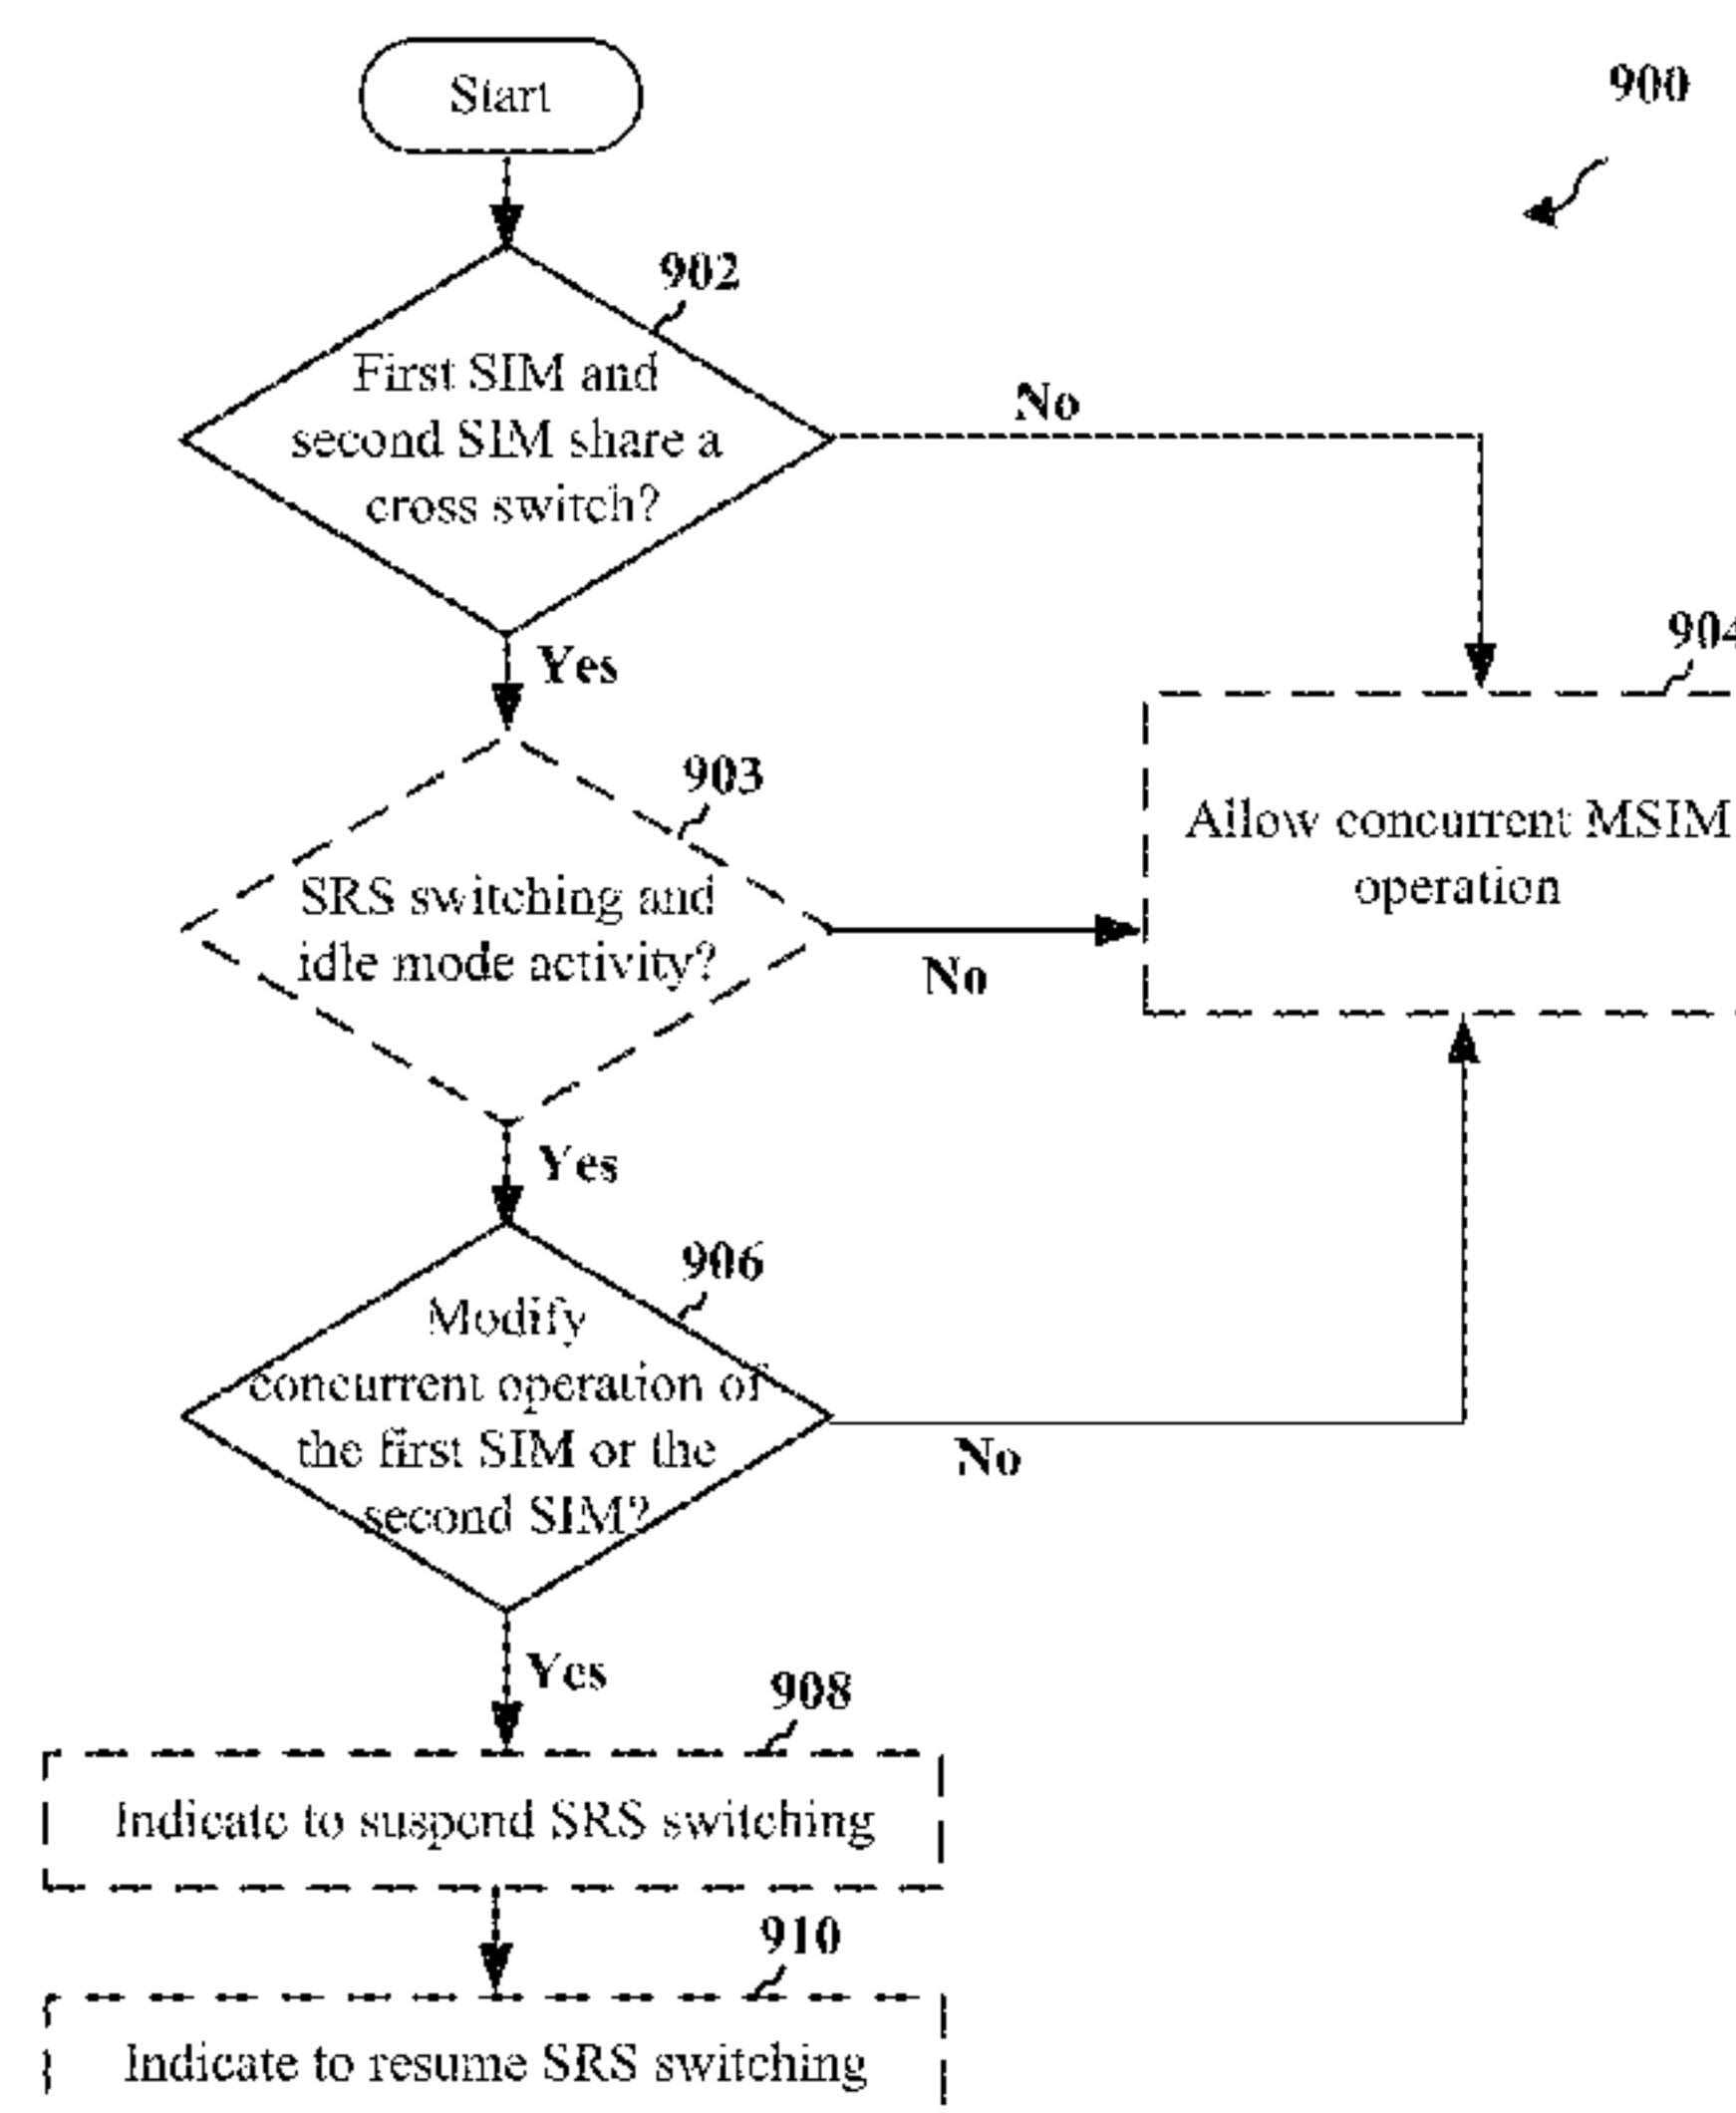 Start
900
902
First SIM and
second SIM share a
cross switch?
No
Yes
904
903
Allow concurrent MSIM
operation
SRS switching and
idle mode activity?
No
Yes
906
Modify
concurrent operation of
the first SIM or the
second SIM?
No
Yes
908
Indicate to suspend SRS switching
910
Indicate to resume SRS switching